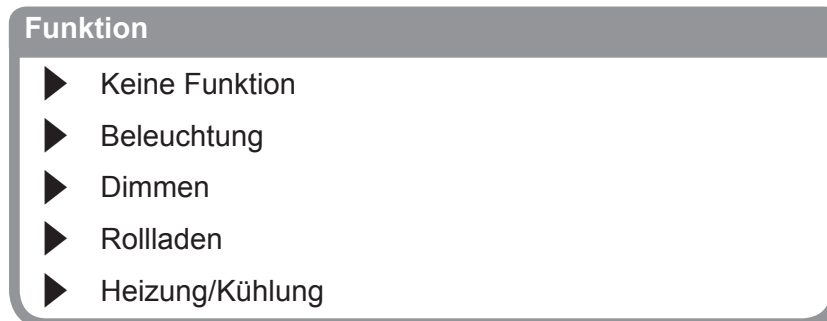 Funktion
Keine Funktion
Beleuchtung
Dimmen
Rollladen
Heizung/Kühlung